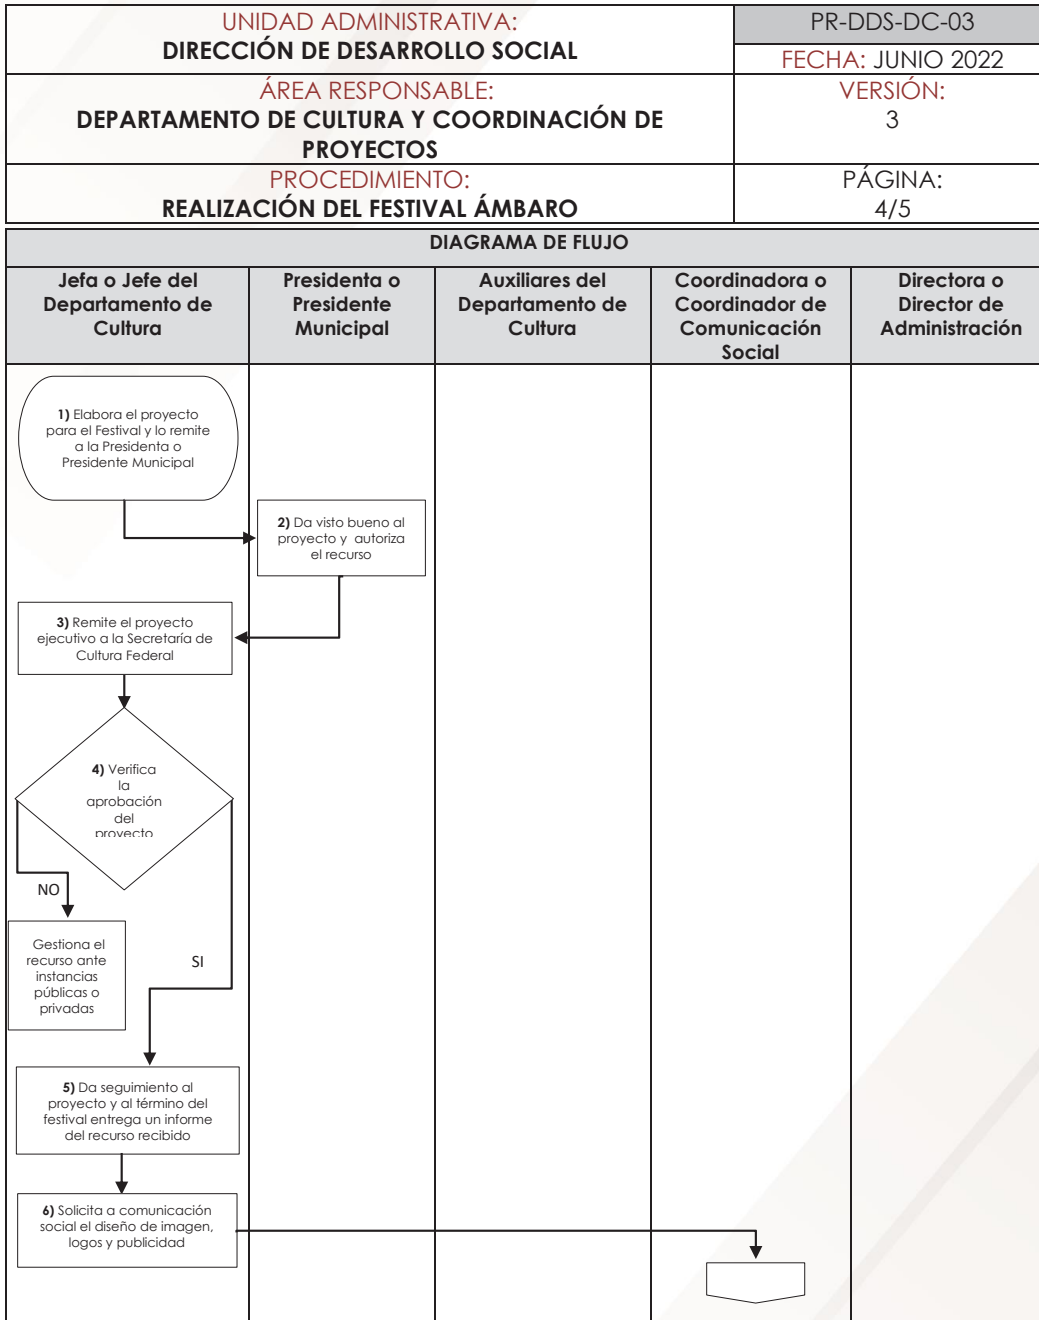 UNIDAD ADMINISTRATIVA:
DIRECCIÓN DE DESARROLLO SOCIAL
PR-DDS-DC-03
FECHA: JUNIO 2022
ÁREA RESPONSABLE:
DEPARTAMENTO DE CULTURA Y COORDINACIÓN DE
PROYECTOS
VERSIÓN:
3
PROCEDIMIENTO:
REALIZACIÓN DEL FESTIVAL ÁMBARO
PÁGINA:
4/5
DIAGRAMA DE FLUJO
Jefa o Jefe del
Departamento de
Cultura
Presidenta o
Presidente
Municipal
Auxiliares del
Departamento de
Cultura
Coordinadora o
Coordinador de
Comunicación
Social
Directora o
Director de
Administración
1) Elabora el proyecto
para el Festival y lo remite
a la Presidenta o
Presidente Municipal
2) Da visto bueno al
proyecto y autoriza
el recurso
3) Remite el proyecto
ejecutivo a la Secretaría de
Cultura Federal
4) Verifica
la
aprobación
del
proyecto
NO
Gestiona el
recurso ante
instancias
públicas o
privadas
SI
5) Da seguimiento al
proyecto y al término del
festival entrega un informe
del recurso recibido
6) Solicita a comunicación
social el diseño de imagen,
logos y publicidad